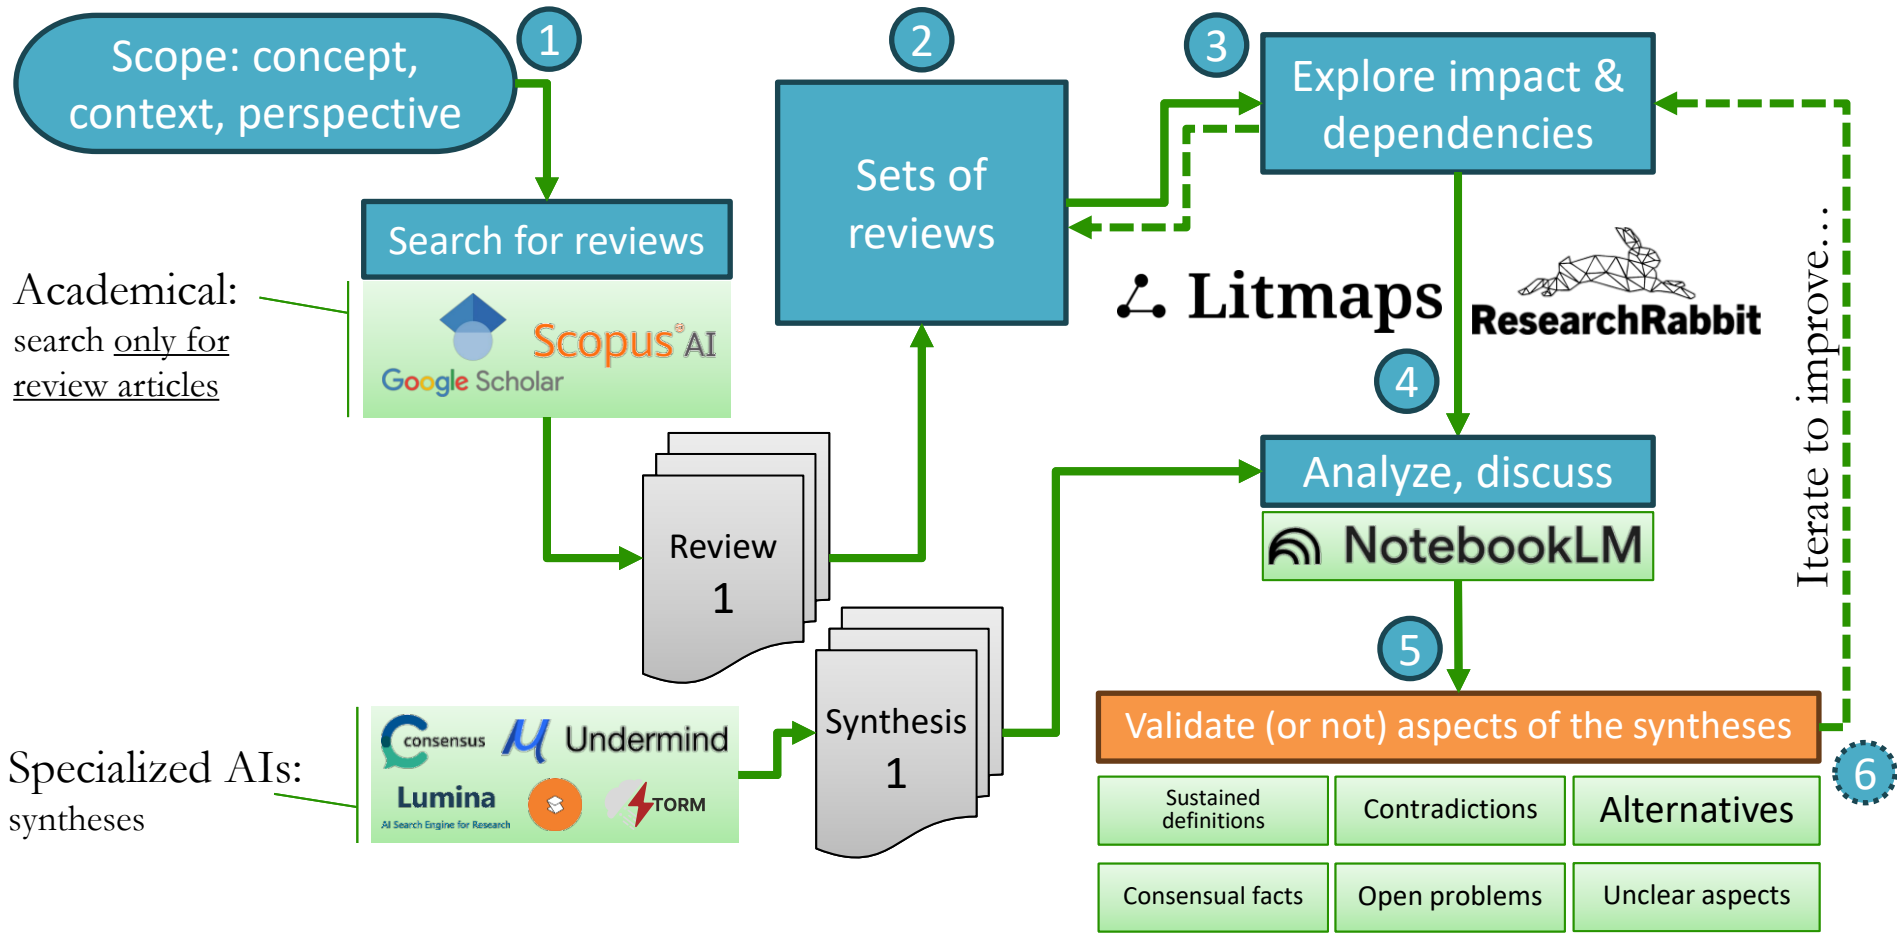 Scope: concept,
context, perspective
1
2
3
Explore impact &
dependencies
Sets of
reviews
Search for reviews
Academical:
search only for
review articles
Google Scholar
Scopus® AI
Litmaps
ResearchRabbit
Iterate to improve…
4
Analyze, discuss
NotebookLM
Review
1
5
Synthesis
1
Validate (or not) aspects of the syntheses
6
Specialized AIs:
syntheses
consensus
Undermind
Lumina
AI Search Engine for Research
STORM
Sustained
definitions
Contradictions
Alternatives
Consensual facts
Open problems
Unclear aspects